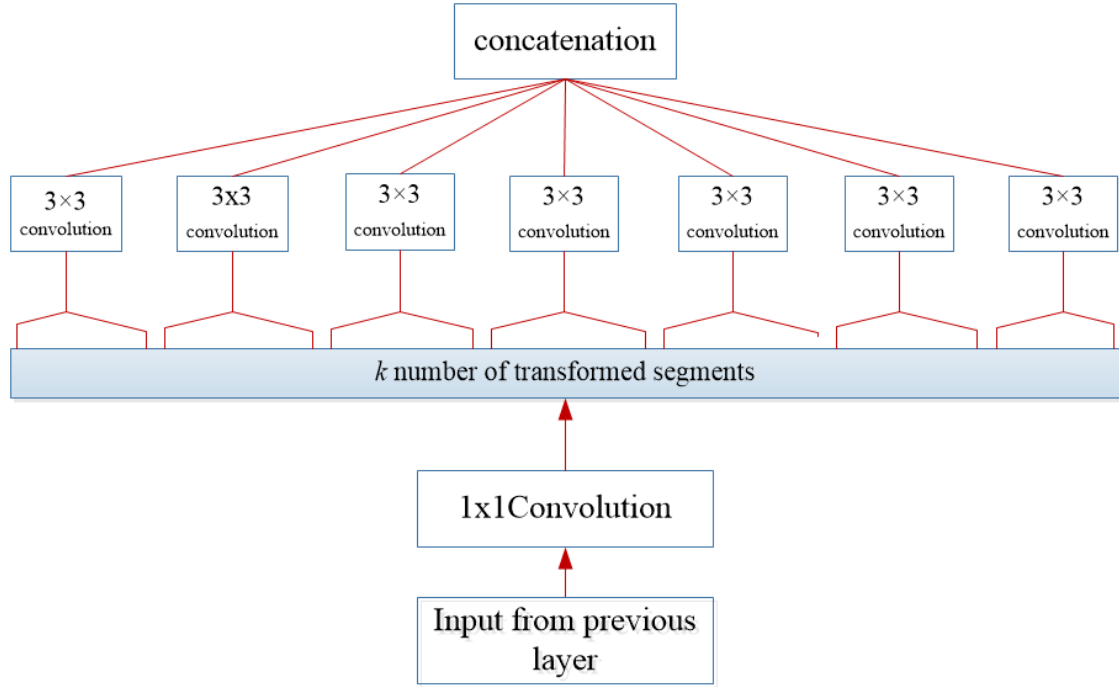 concatenation
3×3
convolution
3x3
convolution
3×3
convolution
3×3
convolution
3×3
convolution
3×3
convolution
3×3
convolution
k number of transformed segments
1x1Convolution
Input from previous
layer